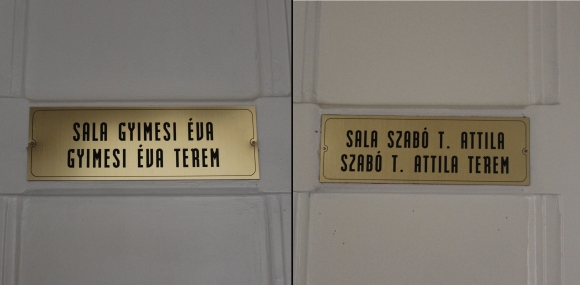 SALA GYIMESI ÉVA
GYIMESI ÉVA TEREM
SALA SZABÓ T. ATTILA
SZABÓ T. ATTILA TEREM